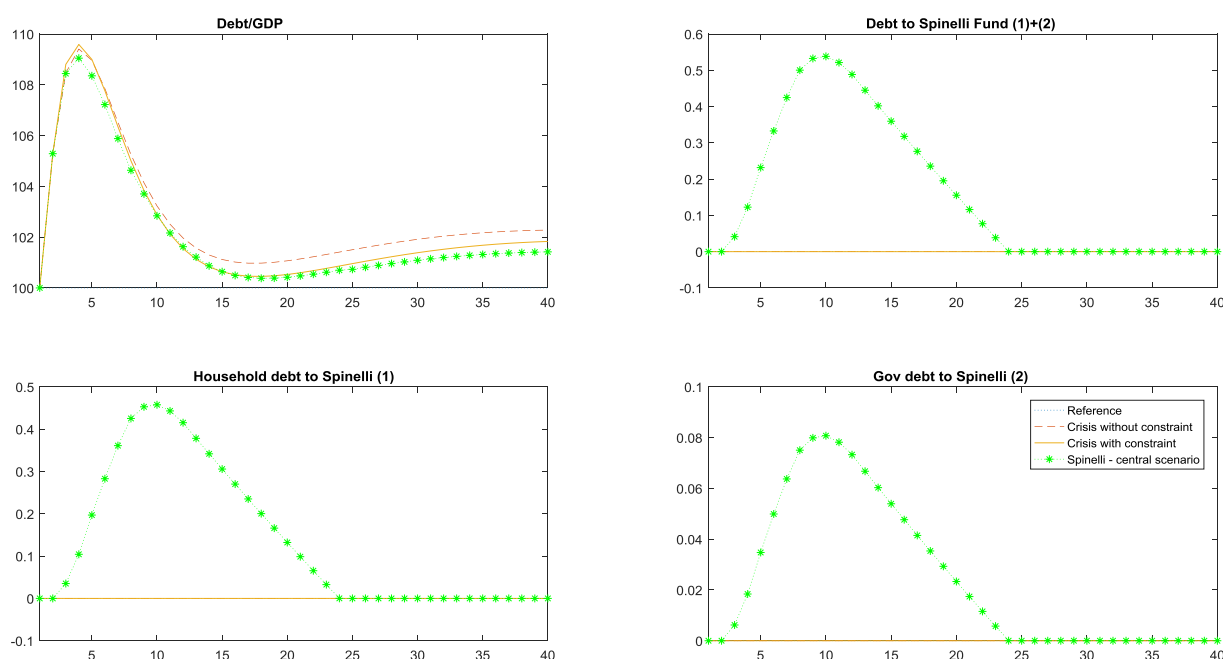 Debt/GDP
110
108
106
104
102
100
5 10 15 20 25 30 35 40
Debt to Spinelli Fund (1)+(2)
0.6
0.5
0.4
0.3
0.2
0.1
0
-0.1
5 10 15 20 25 30 35 40
Household debt to Spinelli (1)
0.5
0.4
0.3
0.2
0.1
0
-0.1
5 10 15 20 25 30 35 40
Gov debt to Spinelli (2)
0.1
0.08
0.06
0.04
0.02
0
5 10 15 20 25 30 35 40
Reference
Crisis without constraint
Crisis with constraint
Spinelli - central scenario